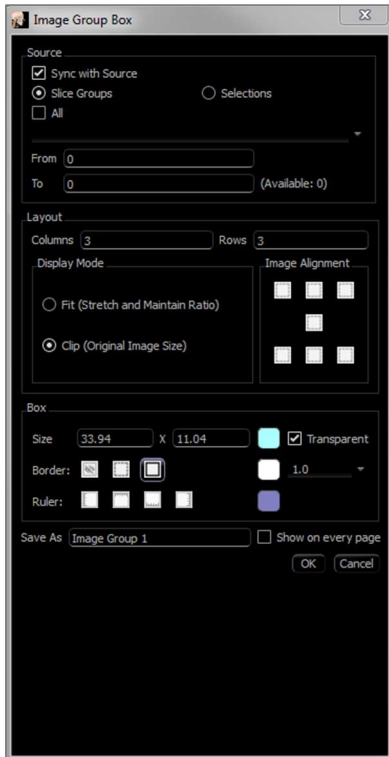 Image Group Box
Source
Sync with Source
Slice Groups Selections
All
From 0
To 0 (Available: 0)
Layout
Columns 3 Rows 3
Display Mode Image Alignment
Fit (Stretch and Maintain Ratio)
Clip (Original Image Size)
Box
Size 33.94 X 11.04 Transparent
Border: 1.0
Ruler:
Save As Image Group 1 Show on every page
OK Cancel